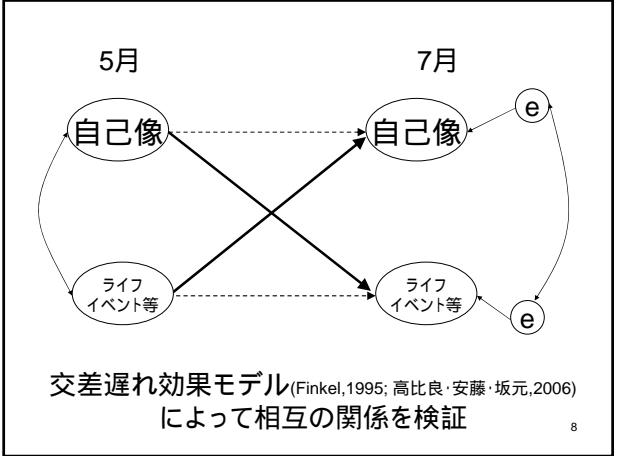 5月
7月
自己像
自己像
e
ライフ
イベント等
ライフ
イベント等
e
交差遅れ効果モデル(Finkel,1995; 高比良･安藤･坂元,2006)
によって相互の関係を検証
8